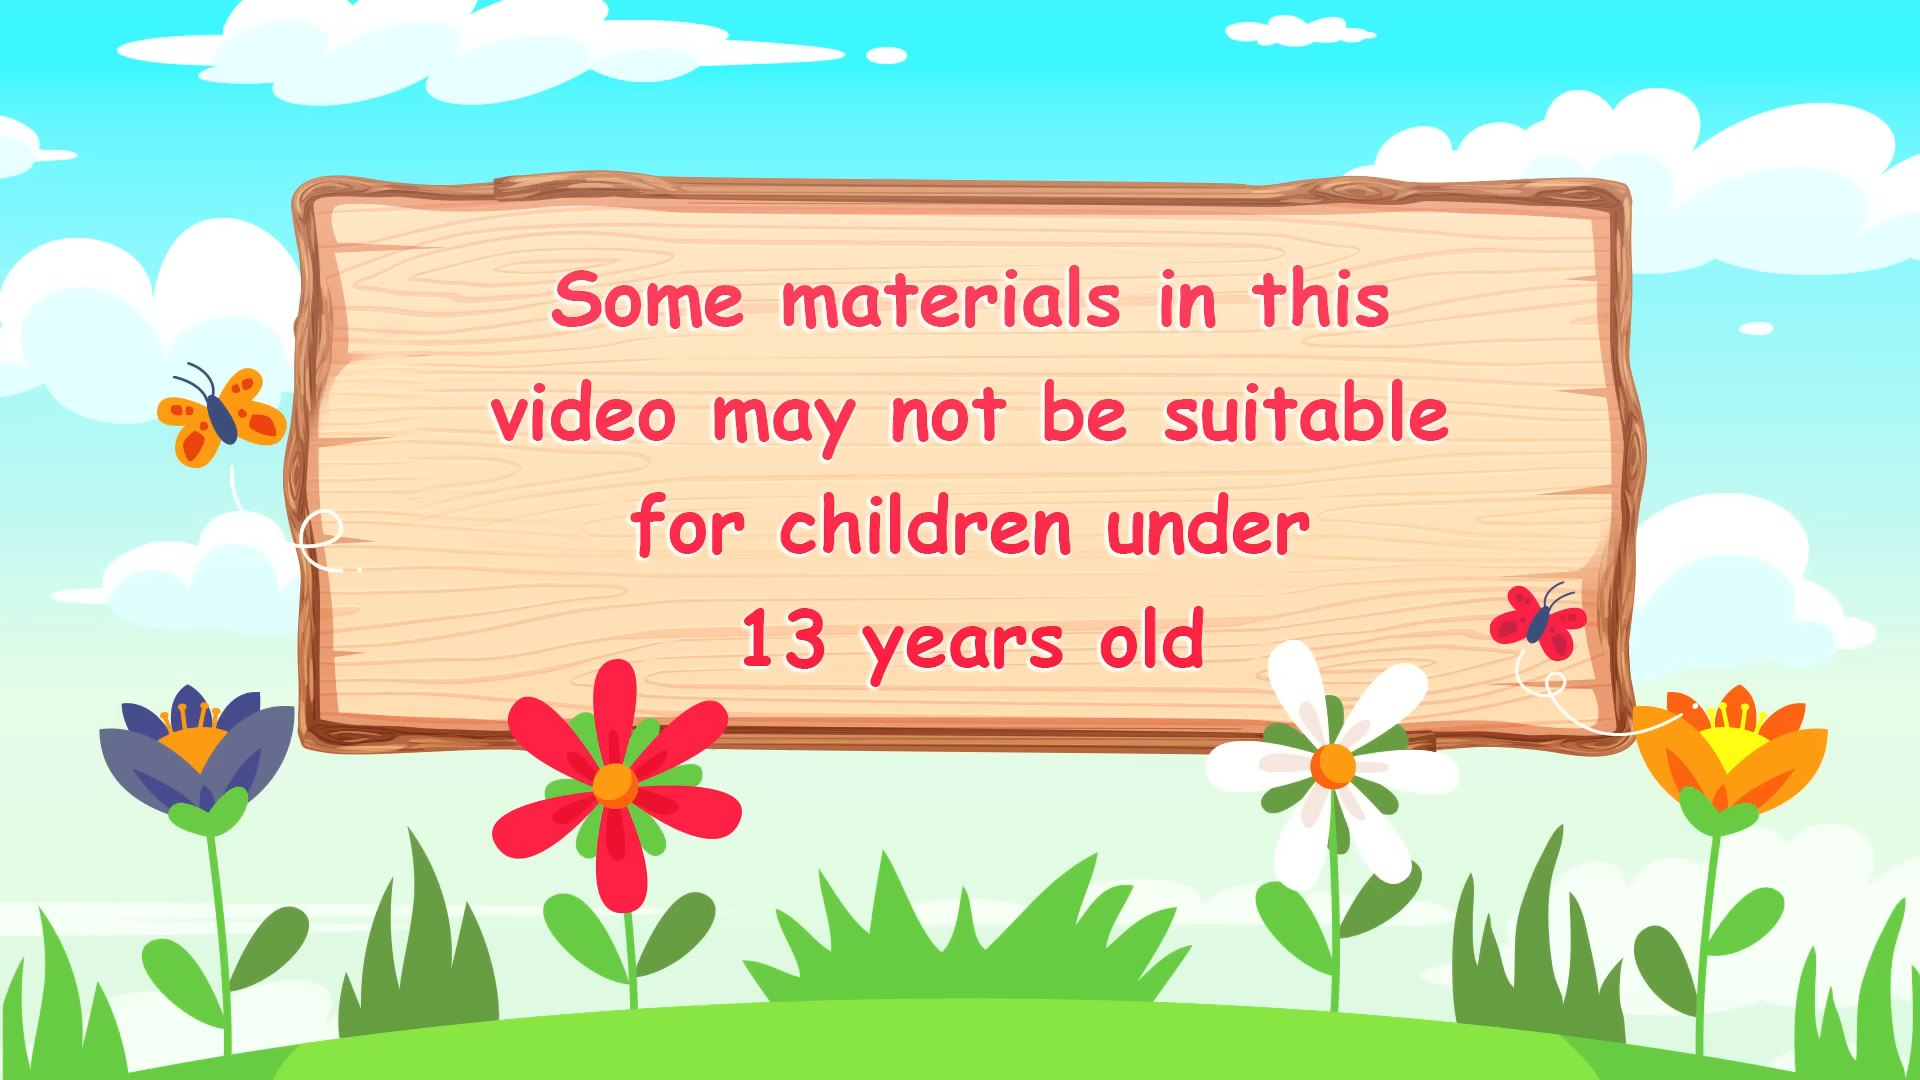 Some materials in this
video may not be suitable
for children under
13 years old